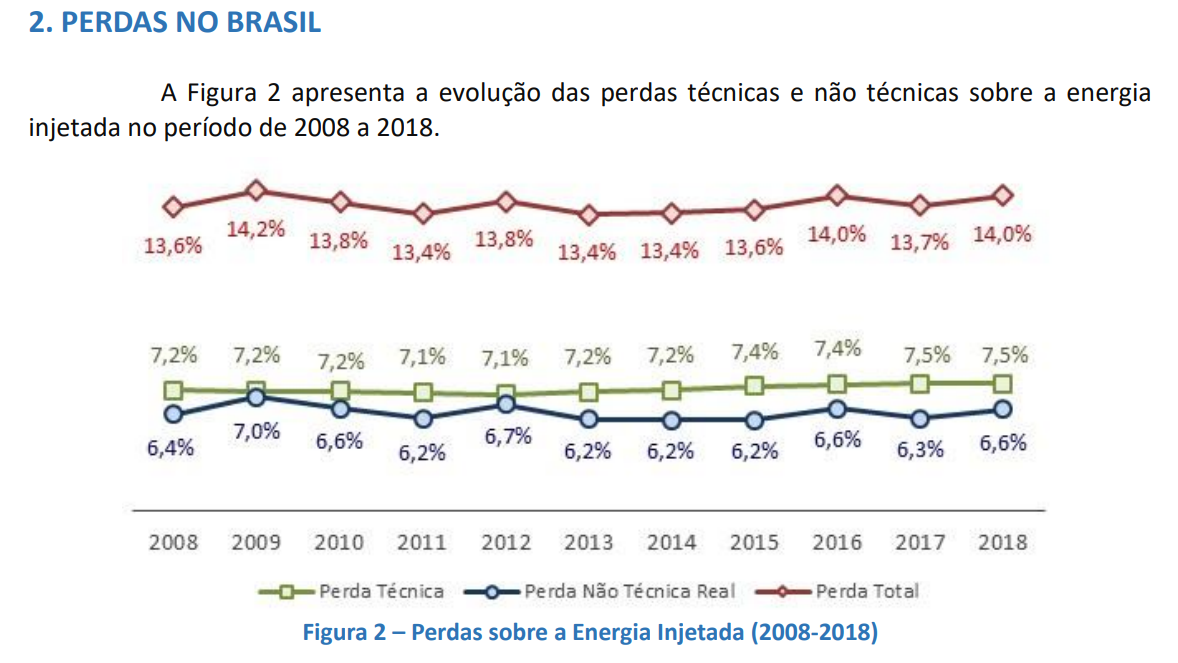 2. PERDAS NO BRASIL
A Figura 2 apresenta a evolução das perdas técnicas e não técnicas sobre a energia
injetada no período de 2008 a 2018.
13,6% 14,2% 13,8% 13,4% 13,8% 13,4% 13,4% 13,6% 14,0% 13,7% 14,0%
7,2% 7,2% 7,2% 7,1% 7,1% 7,2% 7,2% 7,4% 7,4% 7,5% 7,5%
6,4% 7,0% 6,6% 6,2% 6,7% 6,2% 6,2% 6,2% 6,6% 6,3% 6,6%
2008 2009 2010 2011 2012 2013 2014 2015 2016 2017 2018
Perda Técnica Perda Não Técnica Real Perda Total
Figura 2 – Perdas sobre a Energia Injetada (2008-2018)